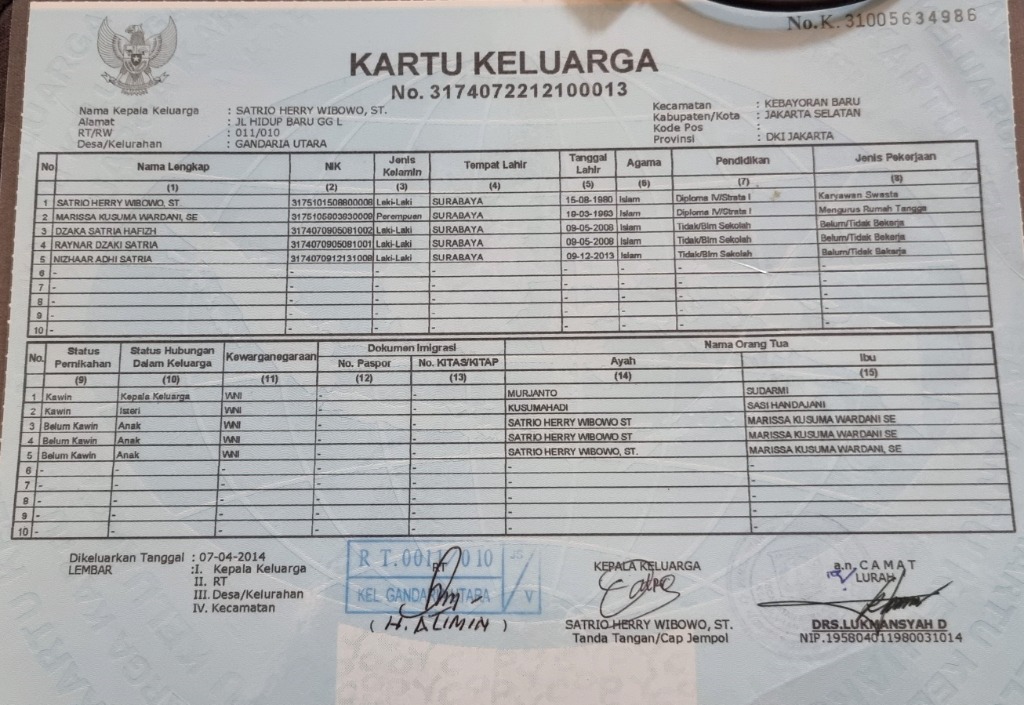 No.K. 31005634986
KARTU KELUARGA
No. 3174072212100013
Nama Kepala Keluarga : SATRIO HERRY WIBOWO, ST.
Alamat : JL HIDUP BARU GG L
RT/RW : 011/010
Desa/Kelurahan : GANDARIA UTARA
Kecamatan : KEBAYORAN BARU
Kabupaten/Kota : JAKARTA SELATAN
Kode Pos :
Provinsi : DKI JAKARTA
No Nama Lengkap NIK Jenis Kelamin Tempat Lahir Tanggal Lahir Agama Pendidikan Jenis Pekerjaan
(1) (2) (3) (4) (5) (6) (7) (8)
1 SATRIO HERRY WIBOWO, ST 3175101508800008 Laki-Laki SURABAYA 15-08-1980 Islam Diploma IV/Strata I Karyawan Swasta
2 MARISSA KUSUMA WARDANI, SE Perempuan SURABAYA Islam Diploma IV/Strata I Mengurus Rumah Tangga
3 DZAKA SATRIA HAFIZH 3174070905081002 Laki-Laki SURABAYA 09-05-2008 Islam Tidak/Blm Sekolah Belum/Tidak Bekerja
4 RAYNAR DZAKI SATRIA 3174070905081001 Laki-Laki SURABAYA 09-05-2008 Islam Tidak/Blm Sekolah Belum/Tidak Bekerja
5 NIZHAAR ADHI SATRIA 3174070912131008 Laki-Laki SURABAYA 09-12-2013 Islam Tidak/Blm Sekolah Belum/Tidak Bekerja
6 - - - - - - - -
7 - - - - - - - -
8 - - - - - - - -
9 - - - - - - - -
10 - - - - - - - -
No. Status Pernikahan Status Hubungan Dalam Keluarga Kewarganegaraan Dokumen Imigrasi Nama Orang Tua
No. Paspor No. KITAS/KITAP Ayah Ibu
(9) (10) (11) (12) (13) (14) (15)
1 Kawin Kepala Keluarga WNI - - MURJANTO SUDARMI
2 Kawin Isteri WNI - - KUSUMAHADI SASI HANDAJANI
3 Belum Kawin Anak WNI - - SATRIO HERRY WIBOWO ST MARISSA KUSUMA WARDANI SE
4 Belum Kawin Anak WNI - - SATRIO HERRY WIBOWO ST MARISSA KUSUMA WARDANI SE
5 Belum Kawin Anak WNI - - SATRIO HERRY WIBOWO, ST. MARISSA KUSUMA WARDANI, SE
6 - - - - - - -
7 - - - - - - -
8 - - - - - - -
9 - - - - - - -
10 - - - - - - -
Dikeluarkan Tanggal : 07-04-2014
LEMBAR : I. Kepala Keluarga
II. RT
III. Desa/Kelurahan
IV. Kecamatan
RT.0011 010 JS
RT
KEL GANDARIA UTARA V
(H. AZIMIN)
KEPALA KELUARGA
SATRIO HERRY WIBOWO, ST.
Tanda Tangan/Cap Jempol
a.n, CAMAT
LURAH
DRS.LUKMANSYAH D
NIP.195804011980031014